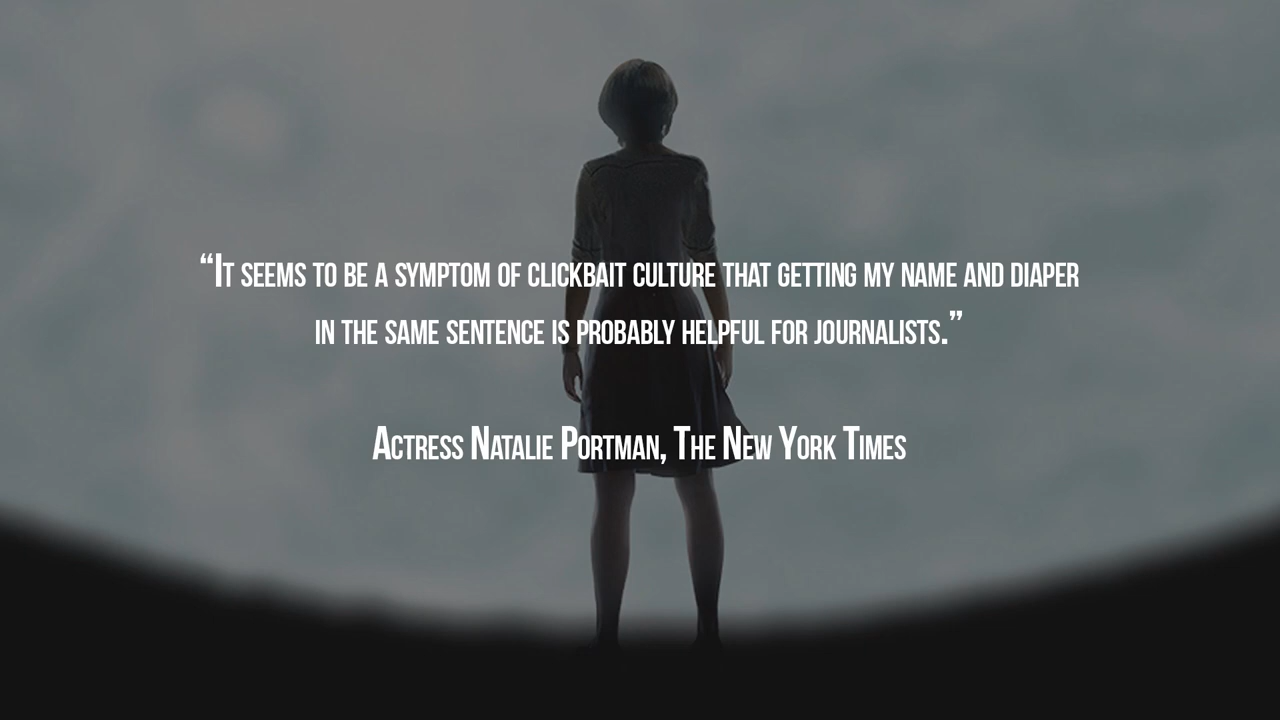 “It seems to be a symptom of clickbait culture that getting my name and diaper
in the same sentence is probably helpful for journalists.”
Actress Natalie Portman, The New York Times